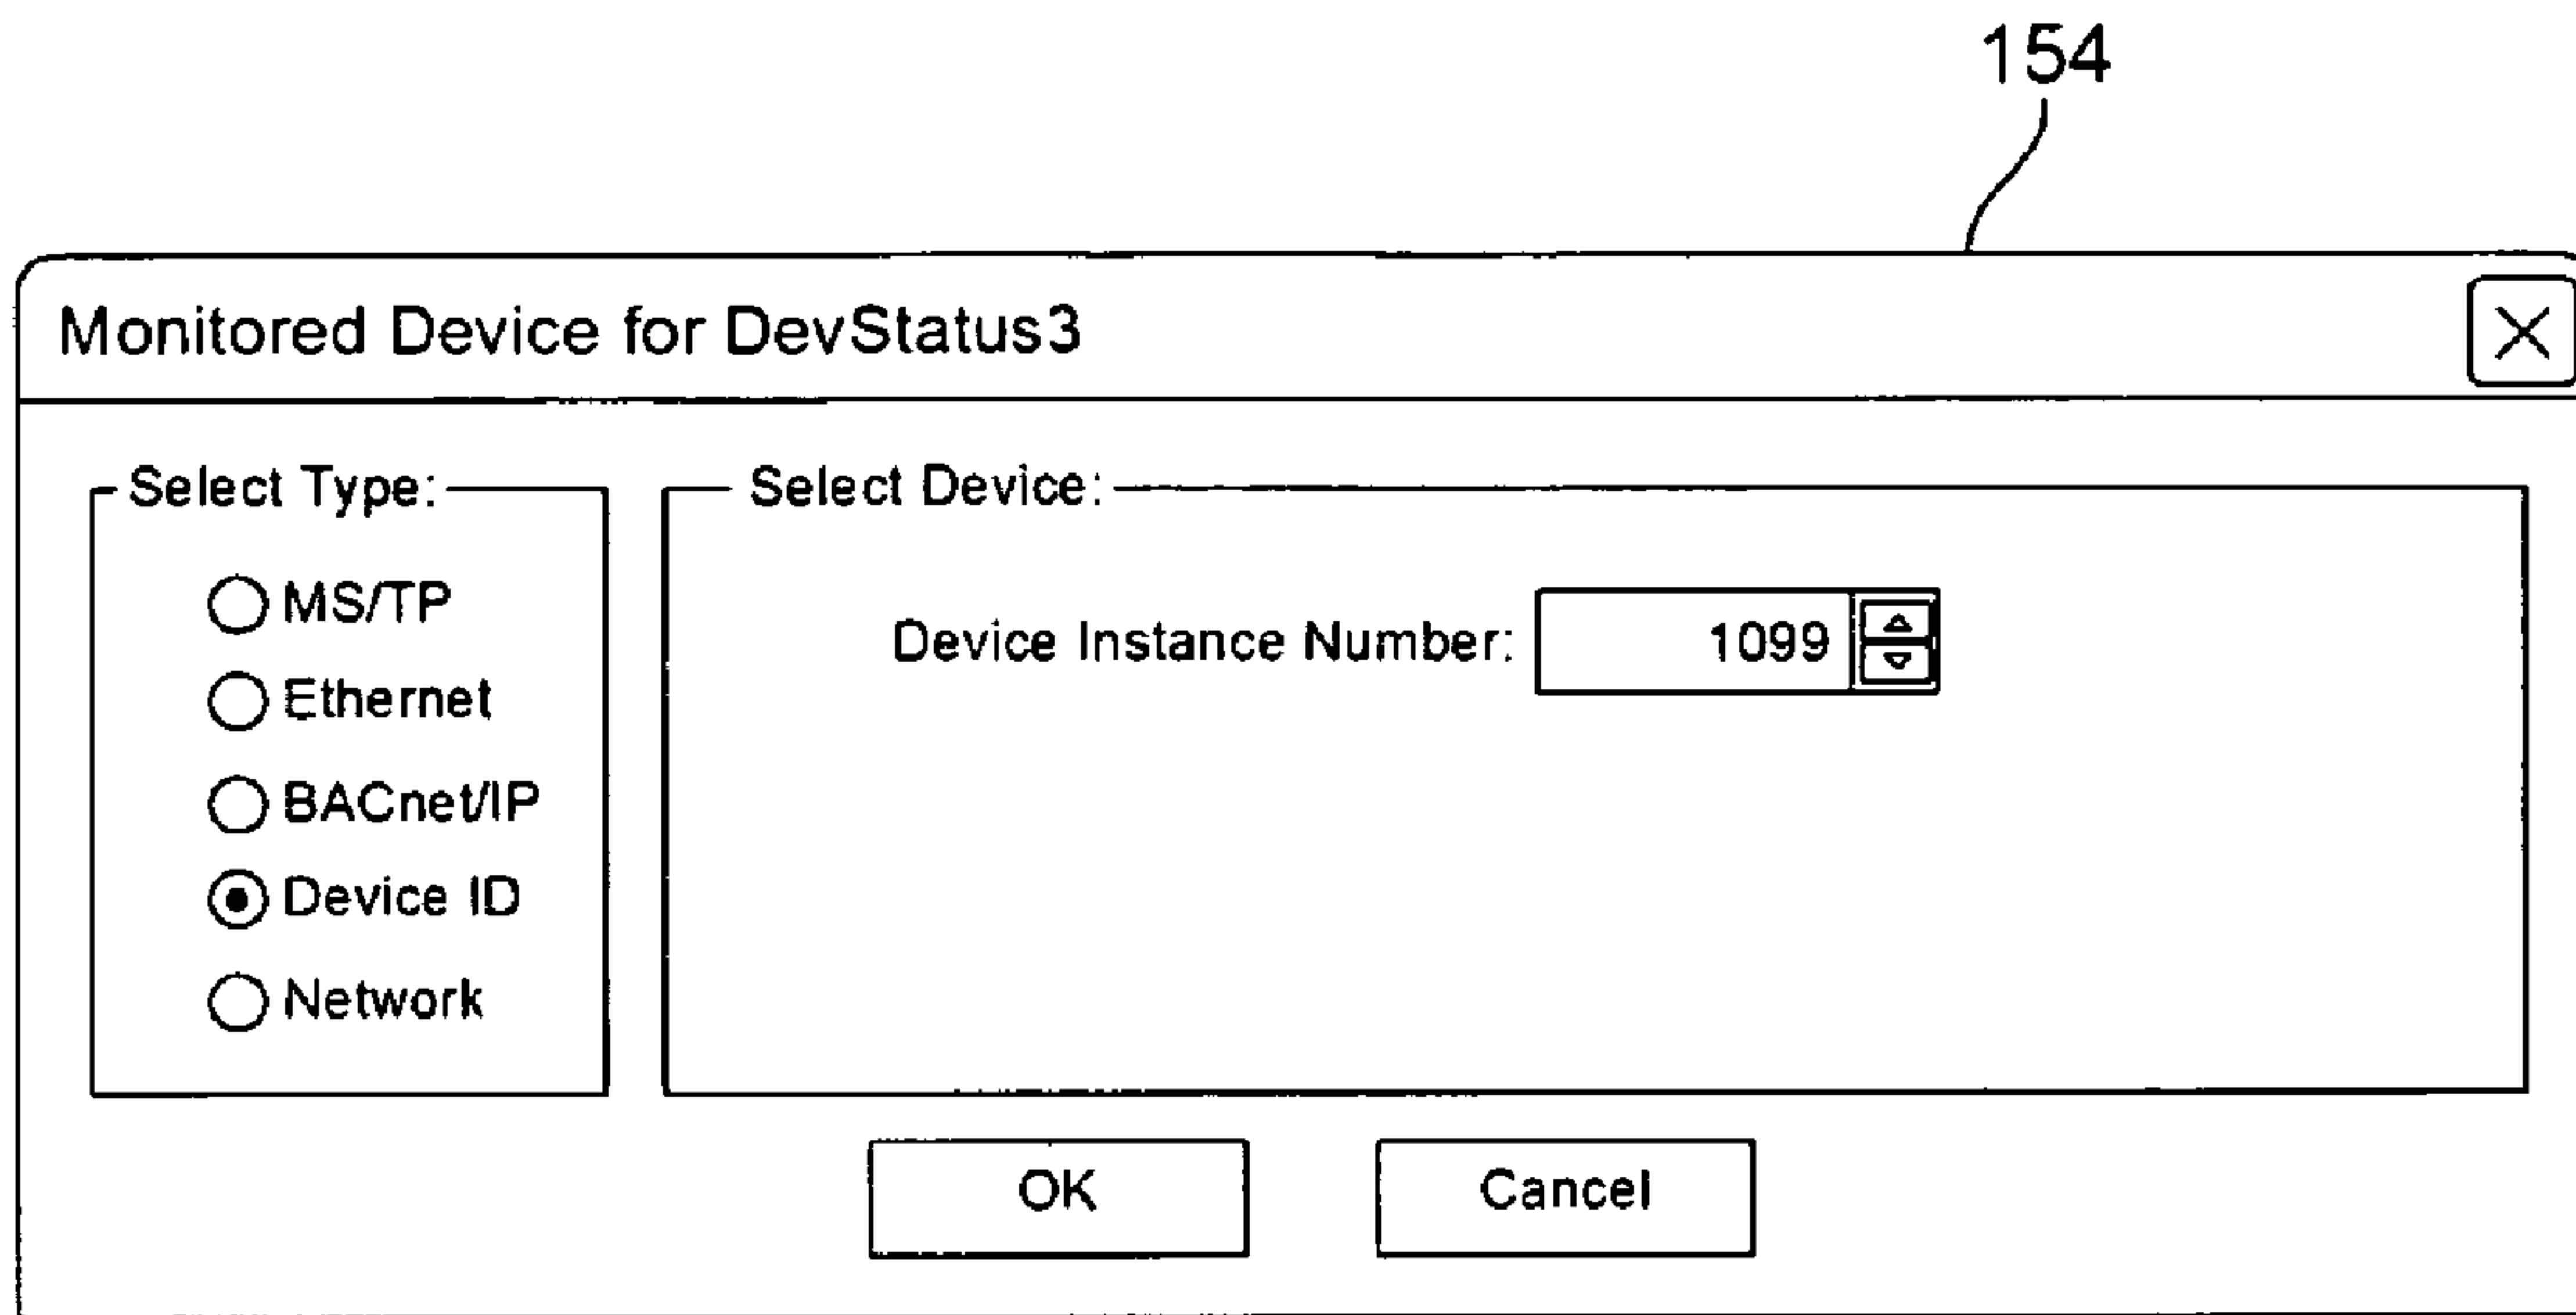 154
Monitored Device for DevStatus3
Select Type:
MS/TP
Ethernet
BACnet/IP
Device ID
Network
Select Device:
Device Instance Number: 1099
OK
Cancel